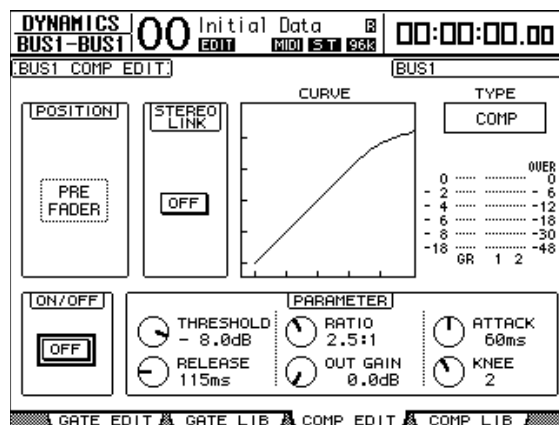 DYNAMICS
BUS1-BUS1
00 Initial Data R
EDIT MIDI ST 96k
00:00:00.00
BUS1 COMP EDIT
BUS1
POSITION
PRE
FADER
STEREO
LINK
OFF
CURVE
TYPE
COMP
OVER
0 0
- 2 - 6
- 4 -12
- 6 -18
- 8 -30
-18 -48
GR 1 2
ON/OFF
OFF
PARAMETER
THRESHOLD
- 8.0dB
RATIO
2.5:1
ATTACK
60ms
RELEASE
115ms
OUT GAIN
0.0dB
KNEE
2
GATE EDIT GATE LIB COMP EDIT COMP LIB